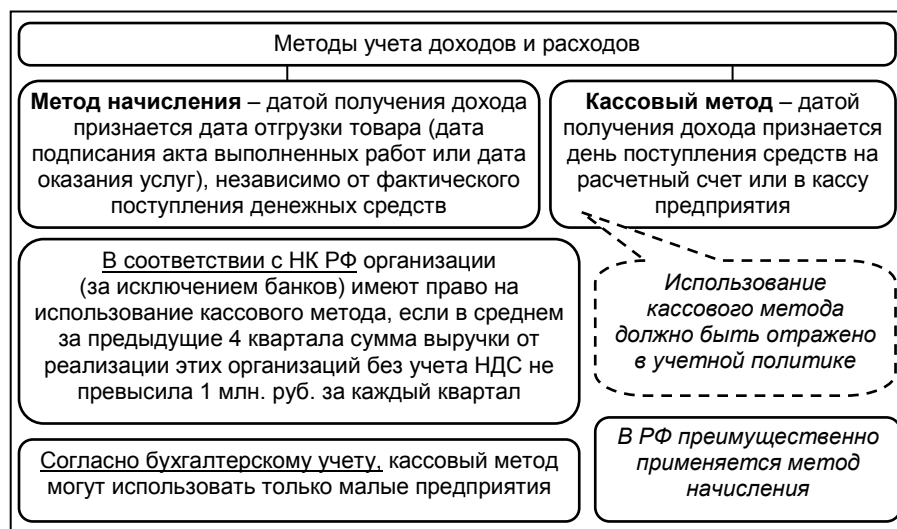 Методы учета доходов и расходов
Метод начисления – датой получения дохода
признается дата отгрузки товара (дата
подписания акта выполненных работ или дата
оказания услуг), независимо от фактического
поступления денежных средств
Кассовый метод – датой
получения дохода признается
день поступления средств на
расчетный счет или в кассу
предприятия
В соответствии с НК РФ организации
(за исключением банков) имеют право на
использование кассового метода, если в среднем
за предыдущие 4 квартала сумма выручки от
реализации этих организаций без учета НДС не
превысила 1 млн. руб. за каждый квартал
Использование
кассового метода
должно быть отражено
в учетной политике
Согласно бухгалтерскому учету, кассовый метод
могут использовать только малые предприятия
В РФ преимущественно
применяется метод
начисления